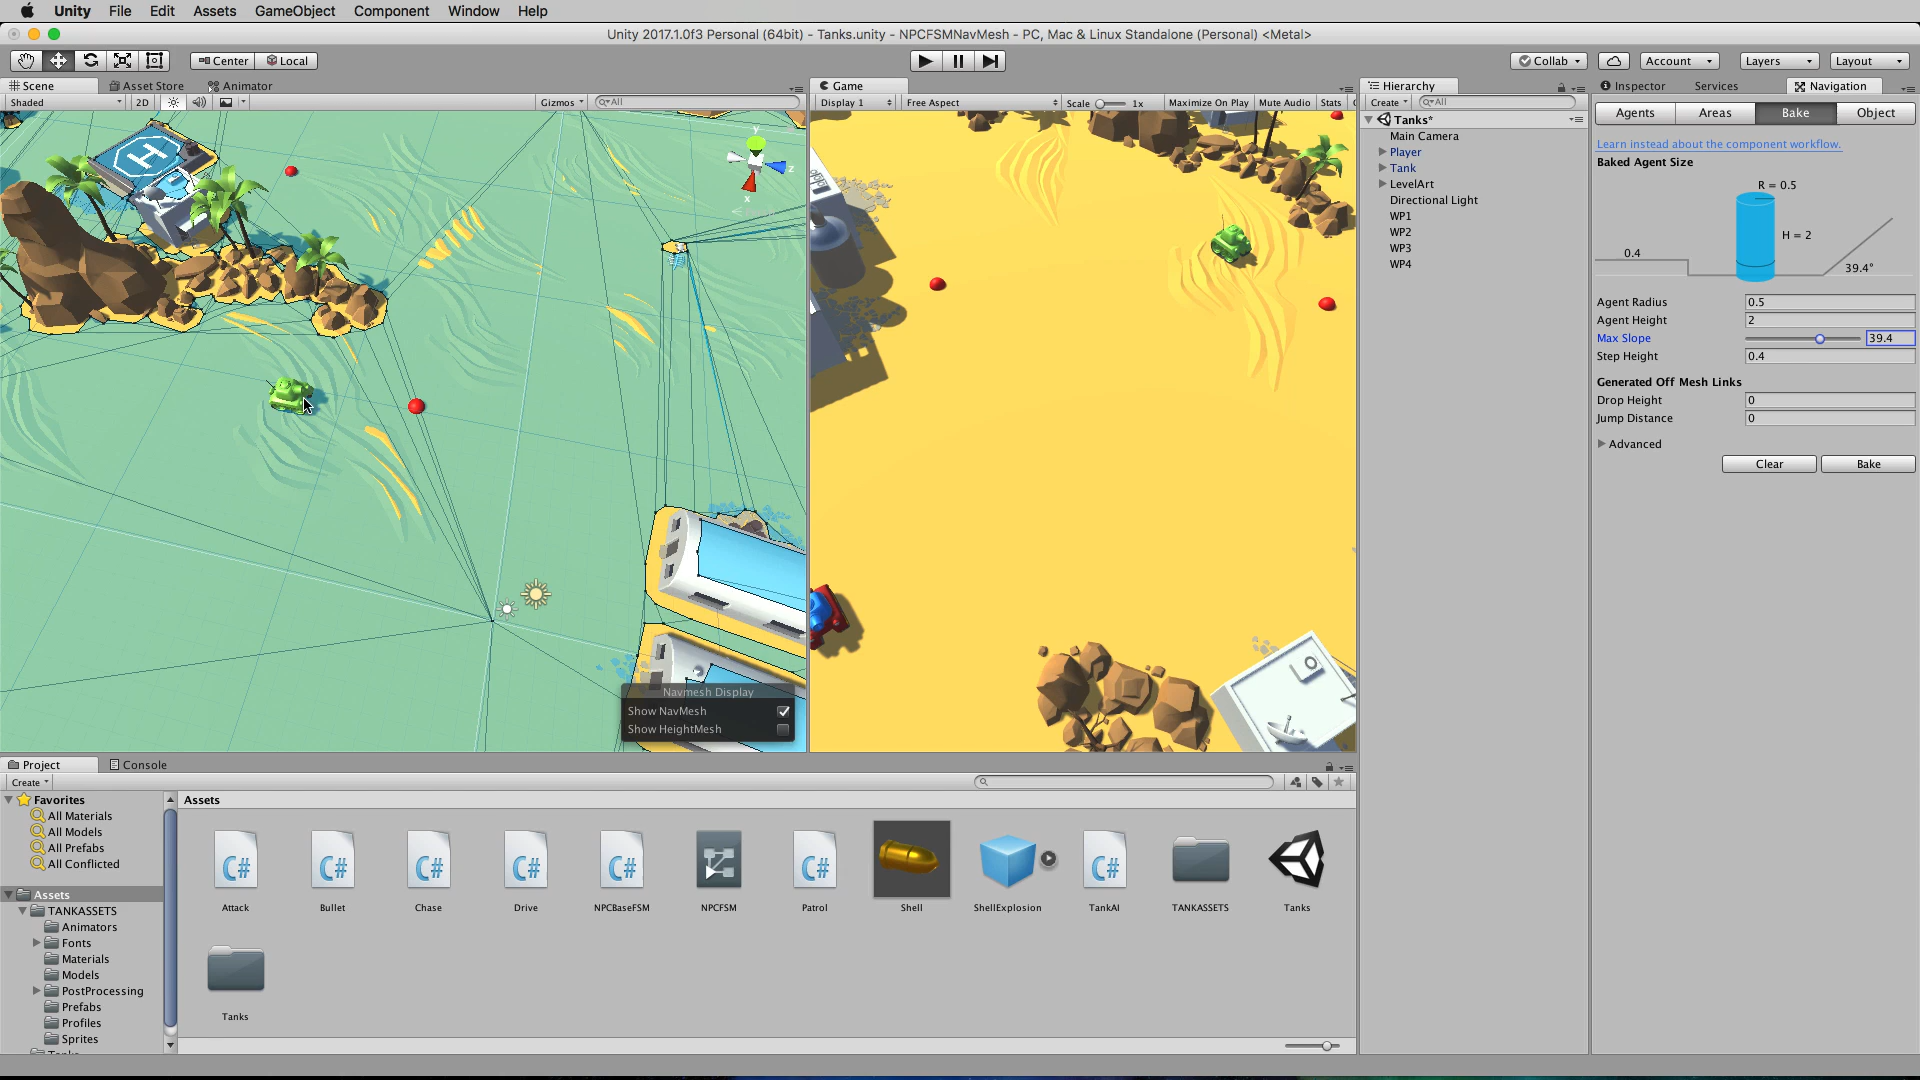 Unity File Edit Assets GameObject Component Window Help
Unity 2017.1.0f3 Personal (64bit) - Tanks.unity - NPCFSMNavMesh - PC, Mac & Linux Standalone (Personal) <Metal>
Center Local
Collab Account Layers Layout
Scene Asset Store Animator
Shaded 2D Gizmos All
y
z
x
H
Navmesh Display
Show NavMesh
Show HeightMesh
Game
Display 1 Free Aspect Scale 1x Maximize On Play Mute Audio Stats
Hierarchy
Create All
Tanks*
Main Camera
Player
Tank
LevelArt
Directional Light
WP1
WP2
WP3
WP4
Inspector Services Navigation
Agents Areas Bake Object
Learn instead about the component workflow.
Baked Agent Size
R = 0.5
H = 2
0.4
39.4°
Agent Radius 0.5
Agent Height 2
Max Slope 39.4
Step Height 0.4
Generated Off Mesh Links
Drop Height 0
Jump Distance 0
Advanced
Clear Bake
Project Console
Create
Favorites
All Materials
All Models
All Prefabs
All Conflicted
Assets
TANKASSETS
Animators
Fonts
Materials
Models
PostProcessing
Prefabs
Profiles
Sprites
Assets
C# C# C# C# C# C# C#
Attack Bullet Chase Drive NPCBaseFSM NPCFSM Patrol Shell ShellExplosion TankAI TANKASSETS Tanks
Tanks